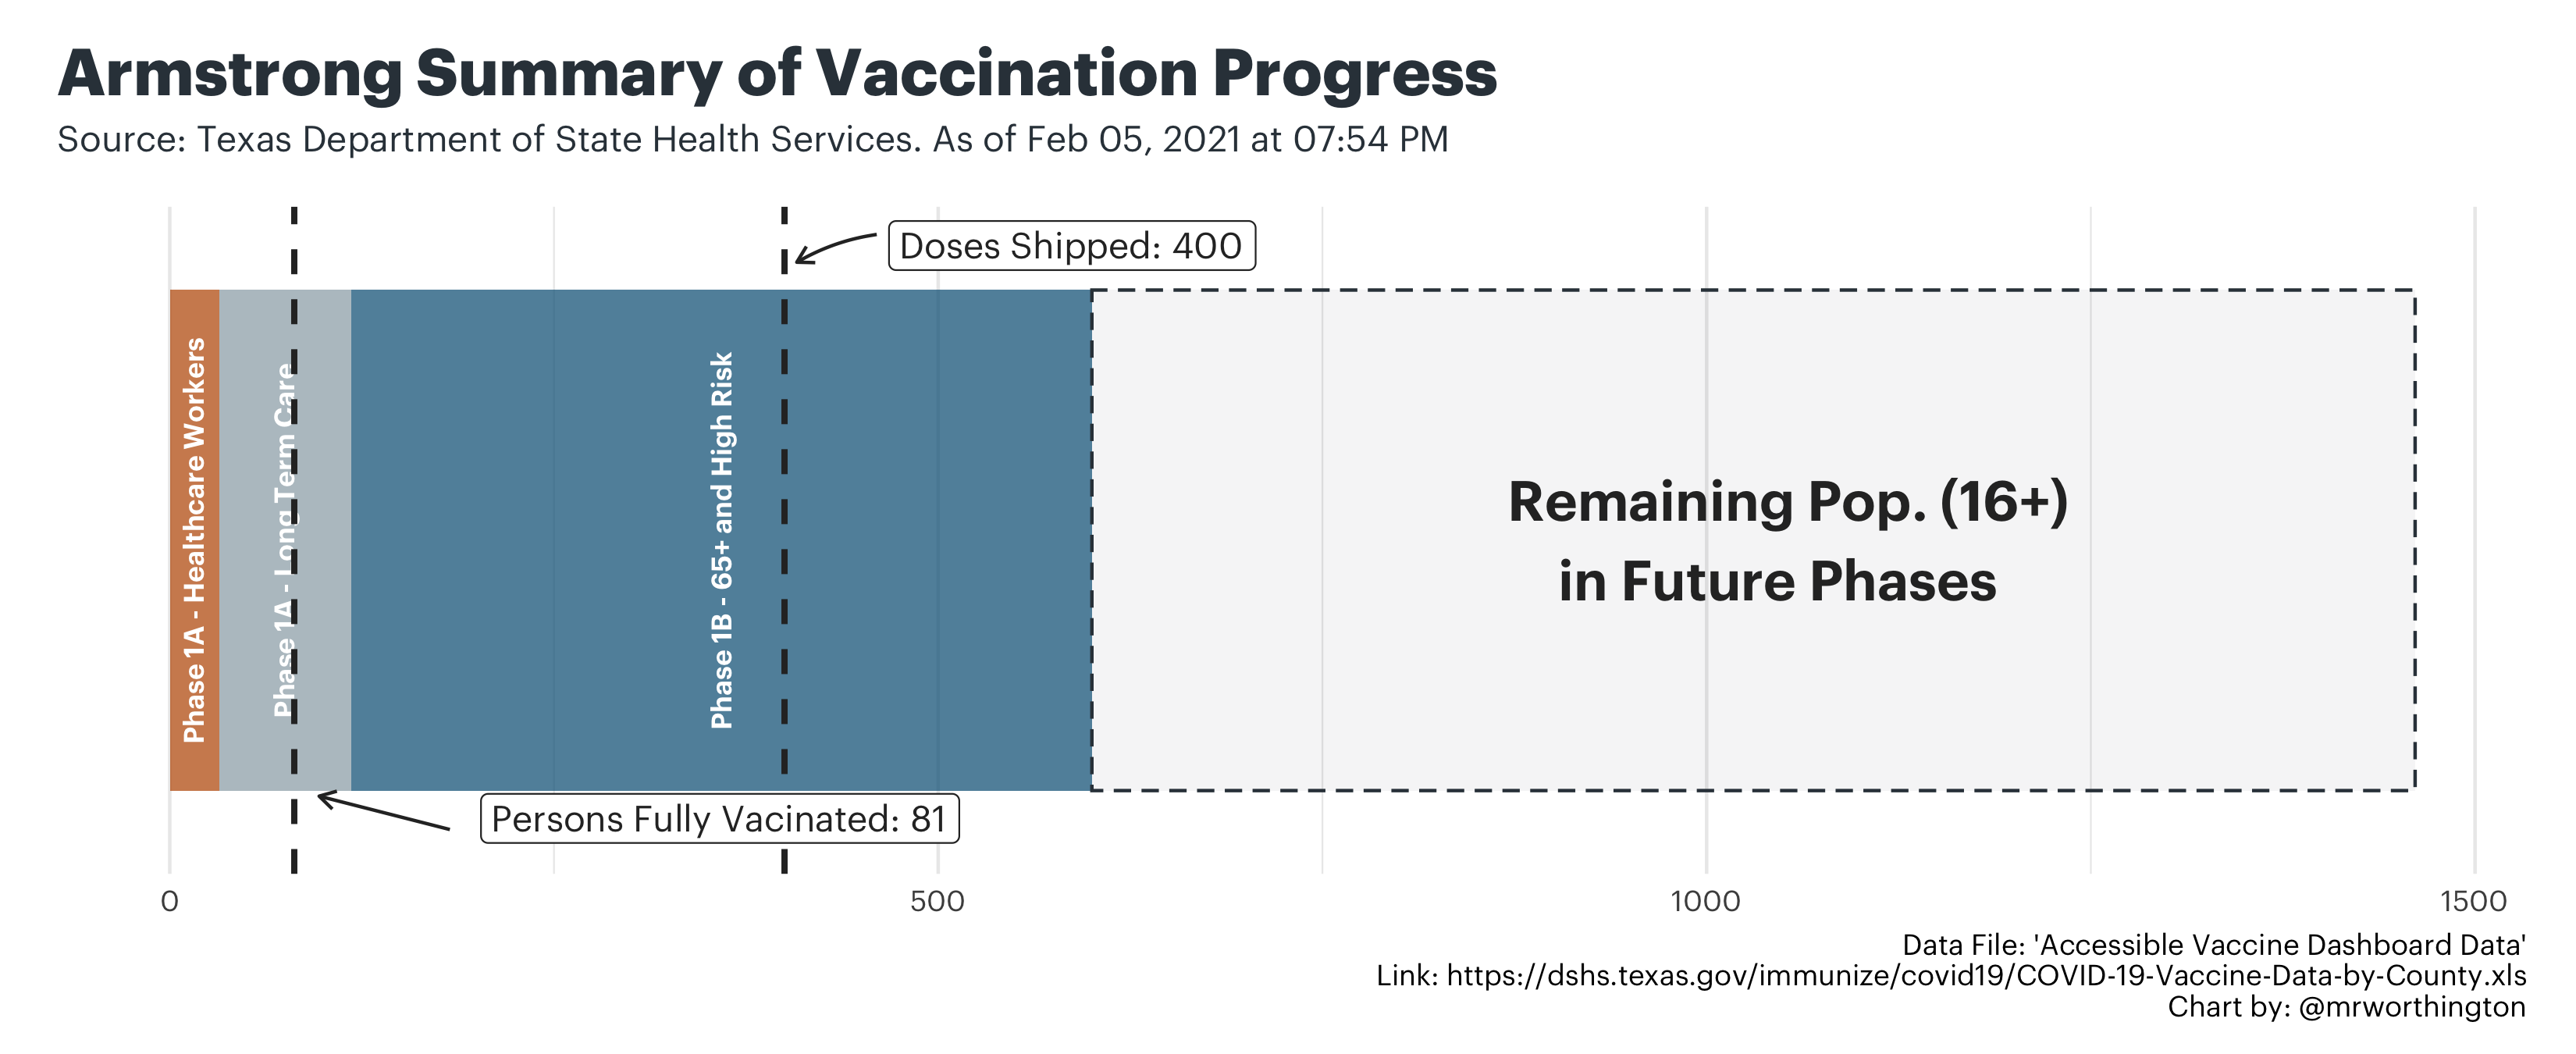 Armstrong Summary of Vaccination Progress
Source: Texas Department of State Health Services. As of Feb 05, 2021 at 07:54 PM
Doses Shipped: 400
Phase 1A - Healthcare Workers
Phase 1A - Long Term Care
Phase 1B - 65+ and High Risk
Remaining Pop. (16+)
in Future Phases
Persons Fully Vacinated: 81
0
500
1000
1500
Data File: 'Accessible Vaccine Dashboard Data'
Link: https://dshs.texas.gov/immunize/covid19/COVID-19-Vaccine-Data-by-County.xls
Chart by: @mrworthington